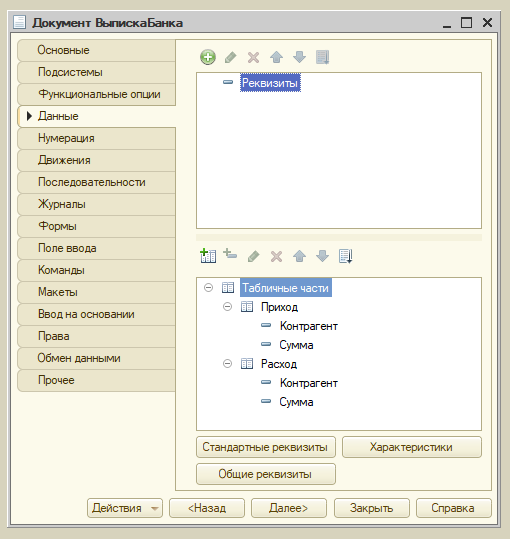 Документ ВыпискаБанка
Основные
Подсистемы
Функциональные опции
Данные
Нумерация
Движения
Последовательности
Журналы
Формы
Поле ввода
Команды
Макеты
Ввод на основании
Права
Обмен данными
Прочее
Реквизиты
Табличные части
Приход
Контрагент
Сумма
Расход
Контрагент
Сумма
Стандартные реквизиты
Характеристики
Общие реквизиты
Действия
<Назад
Далее>
Закрыть
Справка